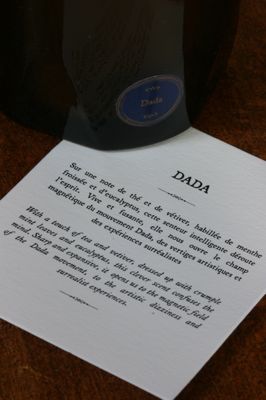 Dada
DADA
Sur une note de thé et de vétiver, habillée de menthe
froissée et d'eucalyptus, cette senteur intelligente déroute
l'esprit. Vive et fusante, elle nous ouvre le champ
magnétique du mouvement Dada, des vertiges artistiques et
des expériences surréalistes
With a touch of tea and vetiver, dressed up with crumple
mint leaves and eucalyptus, this clever scent confuses the
mind. Sharp and expansive, it opens us to the magnetic field
of the Dada movement, to the artistic dizziness and
surrealist experiences.